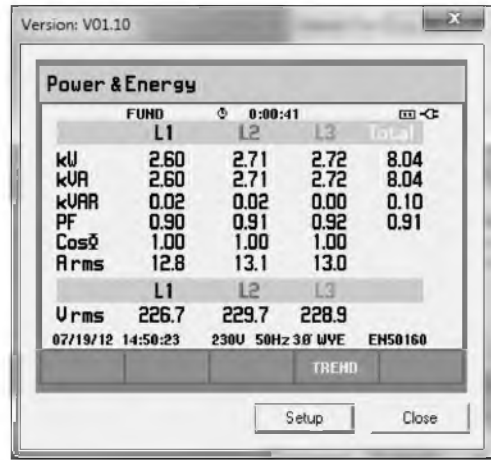 Version: V01.10
Power & Energy
FUND 0:00:41
L1 L2 L3 Total
kW 2.60 2.71 2.72 8.04
kVA 2.60 2.71 2.72 8.04
kVAR 0.02 0.02 0.00 0.10
PF 0.90 0.91 0.92 0.91
CosΦ 1.00 1.00 1.00
A rms 12.8 13.1 13.0
L1 L2 L3
V rms 226.7 229.7 228.9
07/19/12 14:50:23 230V 50Hz 3Ø WYE EN50160
TREND
Setup Close